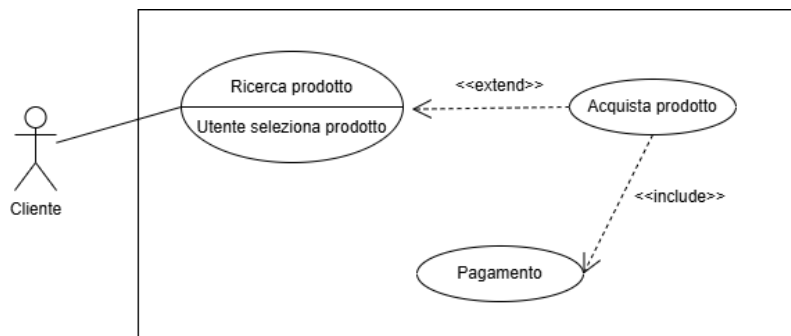 Ricerca prodotto
Utente seleziona prodotto
<<extend>>
Acquista prodotto
<<include>>
Pagamento
Cliente